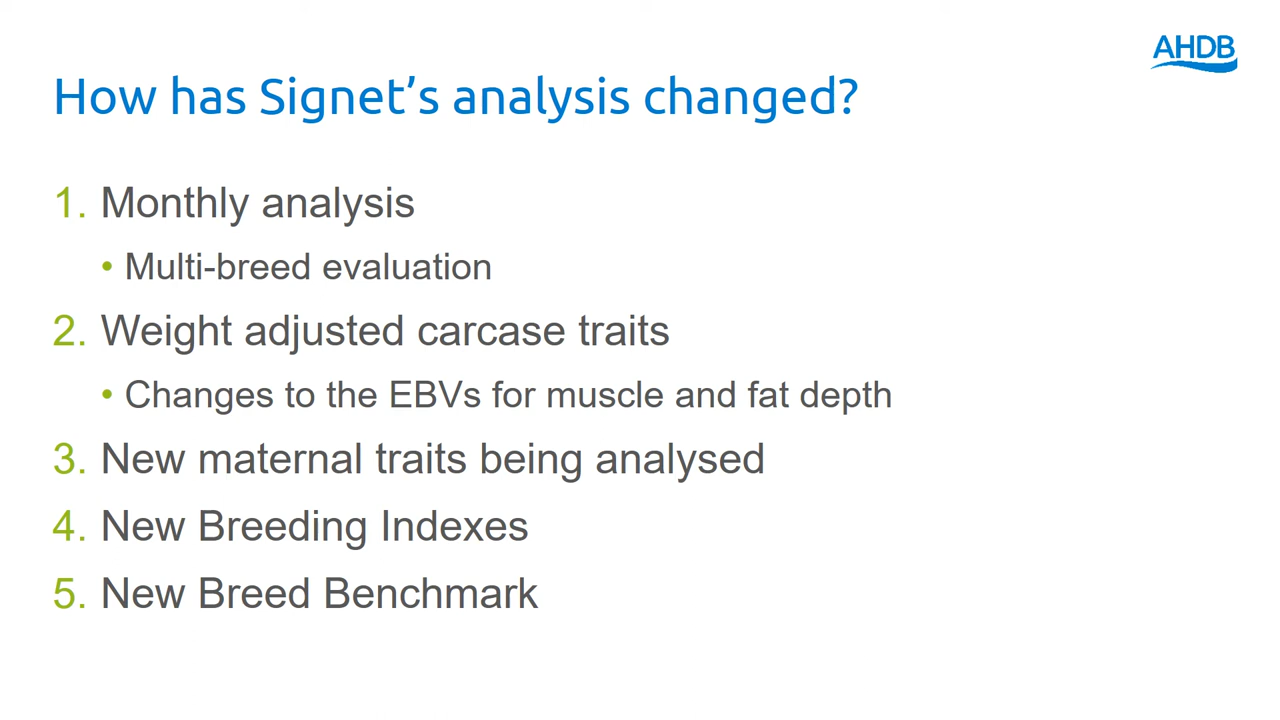 AHDB
How has Signet's analysis changed?
1. Monthly analysis
• Multi-breed evaluation
2. Weight adjusted carcase traits
• Changes to the EBVs for muscle and fat depth
3. New maternal traits being analysed
4. New Breeding Indexes
5. New Breed Benchmark